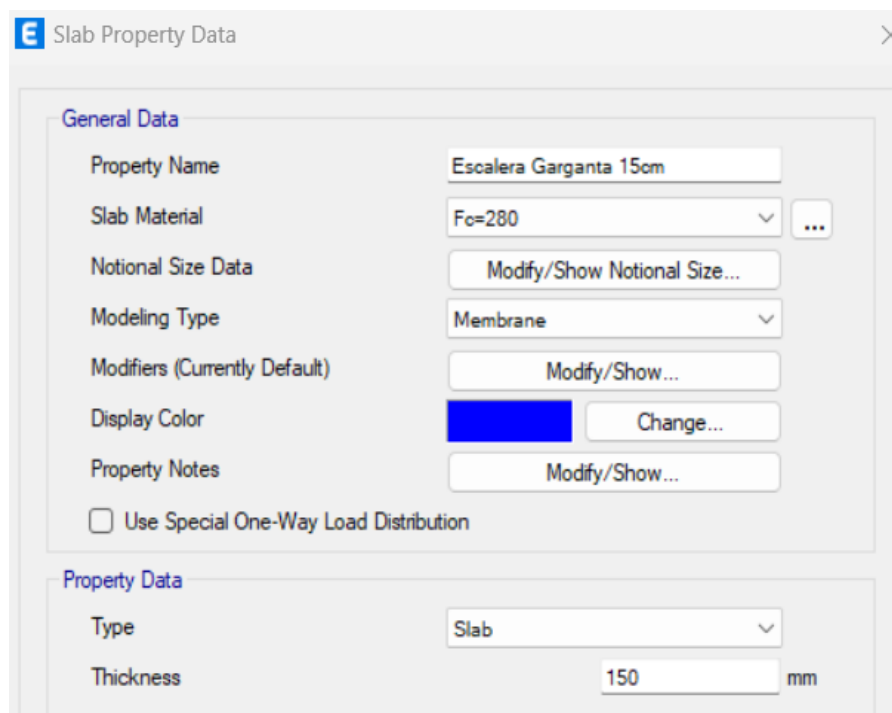 E Slab Property Data
General Data
Property Name Escalera Garganta 15cm
Slab Material Fc=280 ...
Notional Size Data Modify/Show Notional Size...
Modeling Type Membrane
Modifiers (Currently Default) Modify/Show...
Display Color Change...
Property Notes Modify/Show...
Use Special One-Way Load Distribution
Property Data
Type Slab
Thickness 150 mm